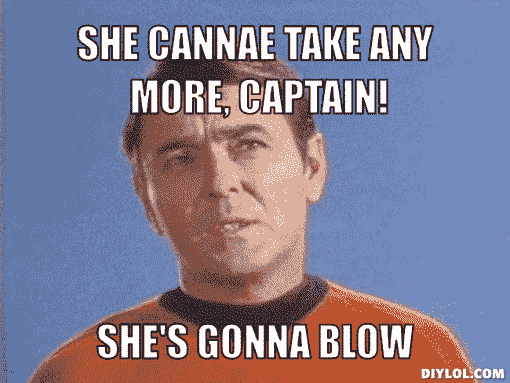 SHE CANNAE TAKE ANY
MORE, CAPTAIN!
SHE'S GONNA BLOW
DIYLOL.COM